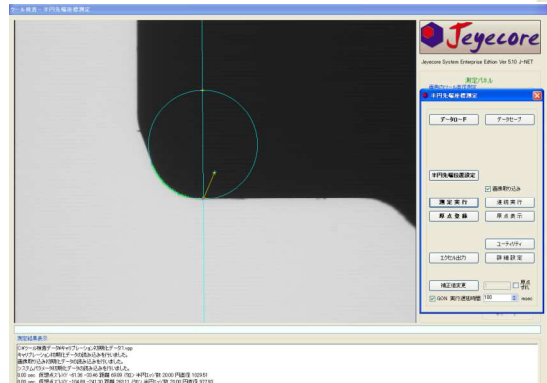 ツール検査 - 半円先端座標測定
Jeyecore
Jeyecore System Enterprise Edition Ver 5.10 J-NET
測定パネル
半円先端座標測定
データロード
データセーブ
半円先端位置設定
画像取り込み
測定実行
連続実行
原点登録
原点表示
ユーティリティ
エクセル出力
詳細設定
補正値変更
原点
GON 実行遅延時間 100 msec
測定結果表示
キャリブレーション初期化データの読み込みを行いました。
画像取り込み初期化データの読み込みを行いました。
システムパラメータ初期化データの読み込みを行いました。